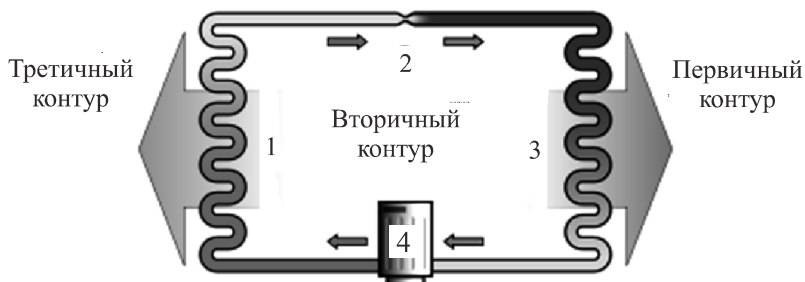 Третичный
контур
2
Первичный
контур
Вторичный
контур
1
3
4